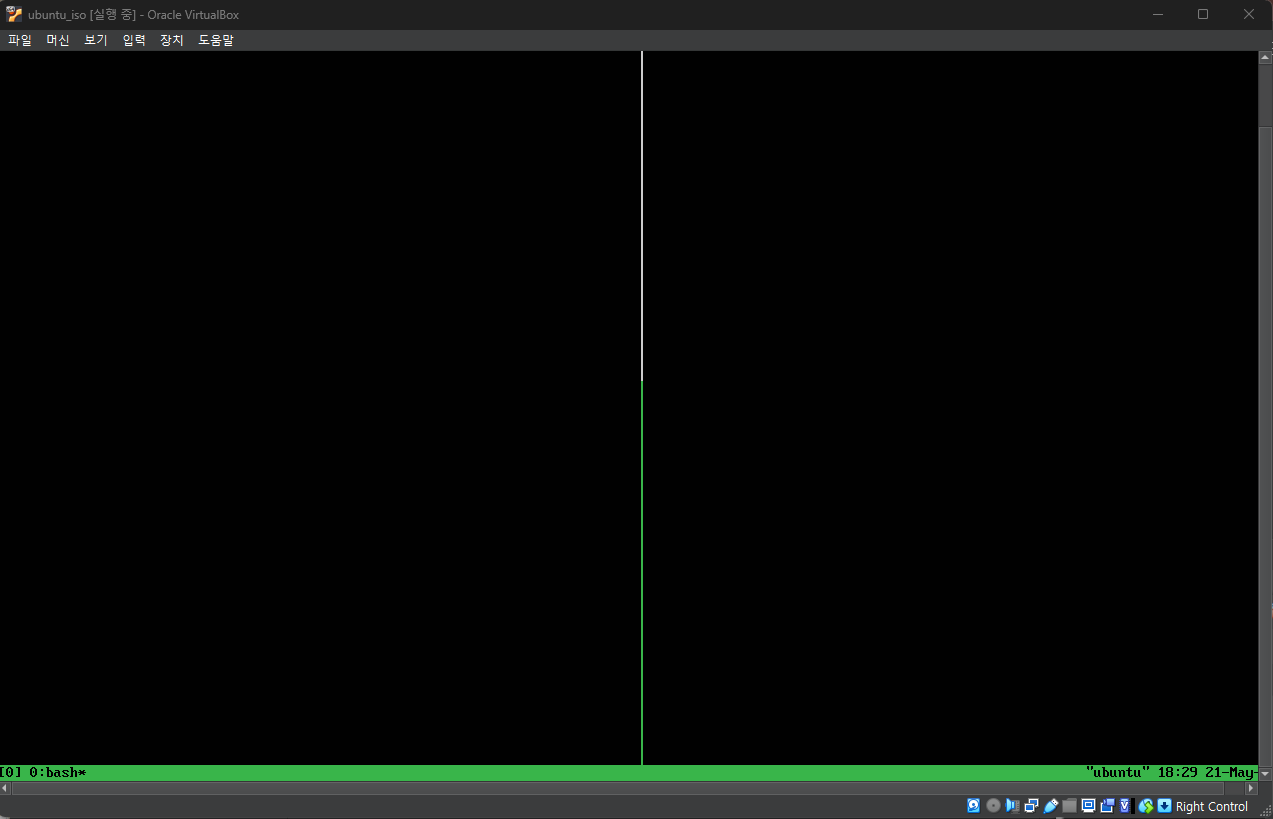 ubuntu_iso [실행 중] - Oracle VirtualBox
파일 머신 보기 입력 장치 도움말
[0] 0:bash* "ubuntu" 18:29 21-May-
Right Control